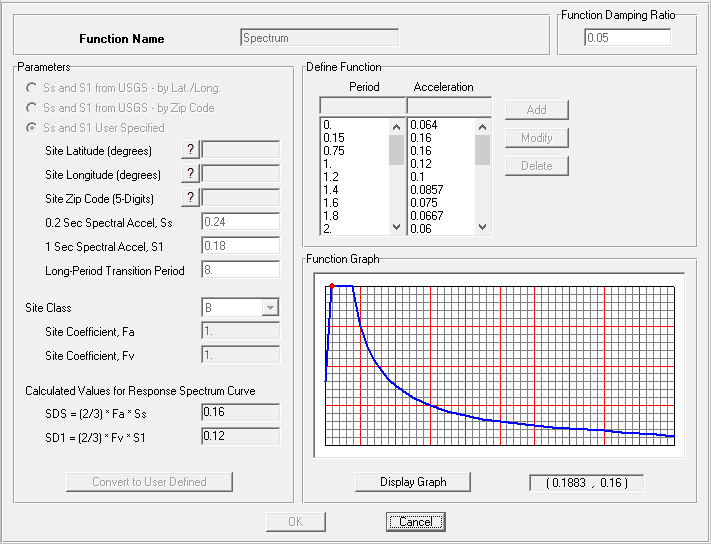 Function Name
Spectrum
Function Damping Ratio
0.05
Parameters
Ss and S1 from USGS - by Lat./Long.
Ss and S1 from USGS - by Zip Code
Ss and S1 User Specified
Site Latitude (degrees)
?
Site Longitude (degrees)
?
Site Zip Code (5-Digits)
?
0.2 Sec Spectral Accel, Ss
0.24
1 Sec Spectral Accel, S1
0.18
Long-Period Transition Period
8.
Site Class
B
Site Coefficient, Fa
1.
Site Coefficient, Fv
1.
Calculated Values for Response Spectrum Curve
SDS = (2/3) * Fa * Ss
0.16
SD1 = (2/3) * Fv * S1
0.12
Convert to User Defined
Define Function
Period Acceleration
0. 0.064
0.15 0.16
0.75 0.16
1. 0.12
1.2 0.1
1.4 0.0857
1.6 0.075
1.8 0.0667
2. 0.06
Add
Modify
Delete
Function Graph
Display Graph
( 0.1883 , 0.16 )
OK
Cancel